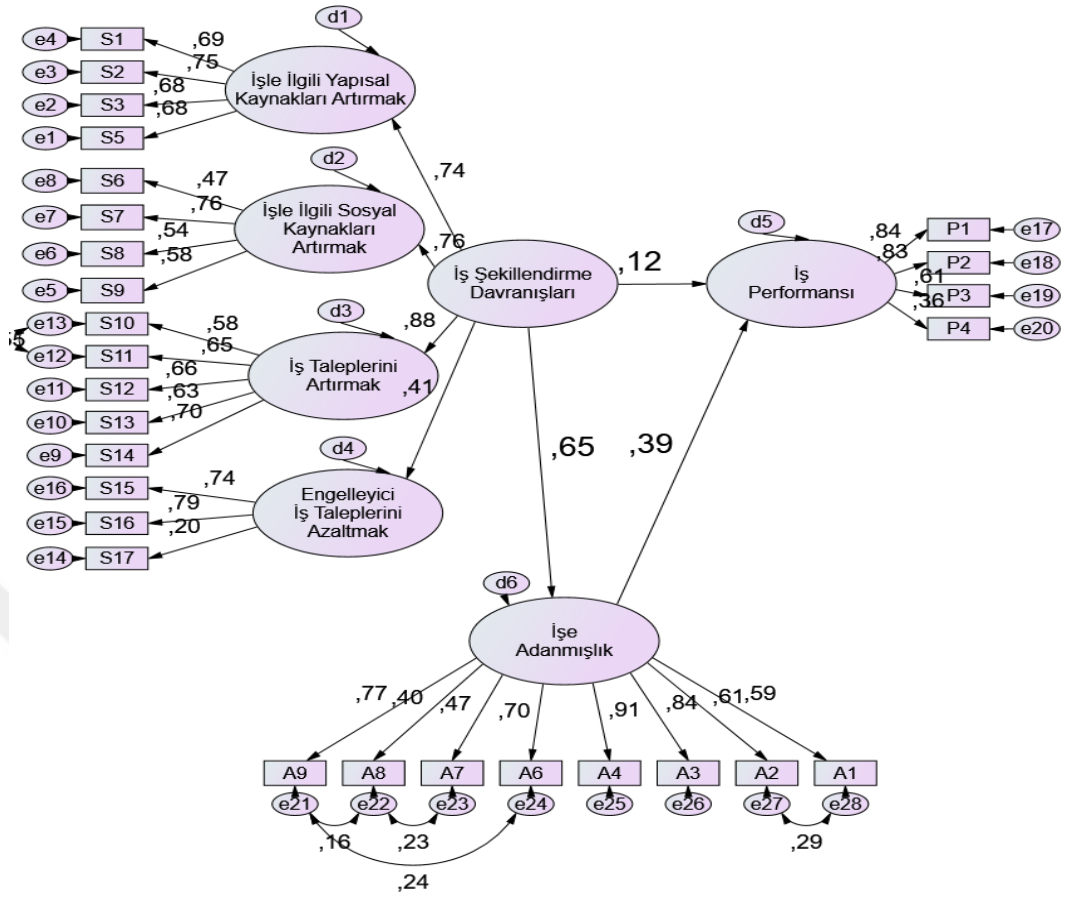 d1
e4
S1
,69
e3
S2
,75
e2
S3
,68
e1
S5
,68
İşle İlgili Yapısal
Kaynakları Artırmak
,74
d2
e8
S6
,47
e7
S7
,76
e6
S8
,54
e5
S9
,58
İşle İlgili Sosyal
Kaynakları
Artırmak
,76
d3
e13
S10
,58
e12
S11
,65
e11
S12
,66
e10
S13
,63
e9
S14
,70
İş Taleplerini
Artırmak
,88
,41
d4
e16
S15
,74
e15
S16
,79
e14
S17
,20
Engelleyici
İş Taleplerini
Azaltmak
İş Şekillendirme
Davranışları
,12
d5
İş
Performansı
,84
P1
e17
,83
P2
e18
,61
P3
e19
,36
P4
e20
,65
,39
d6
İşe
Adanmışlık
,77
,40
,47
,70
,91
,84
,61
,59
A9
A8
A7
A6
A4
A3
A2
A1
e21
e22
e23
e24
e25
e26
e27
e28
,16
,23
,29
,24